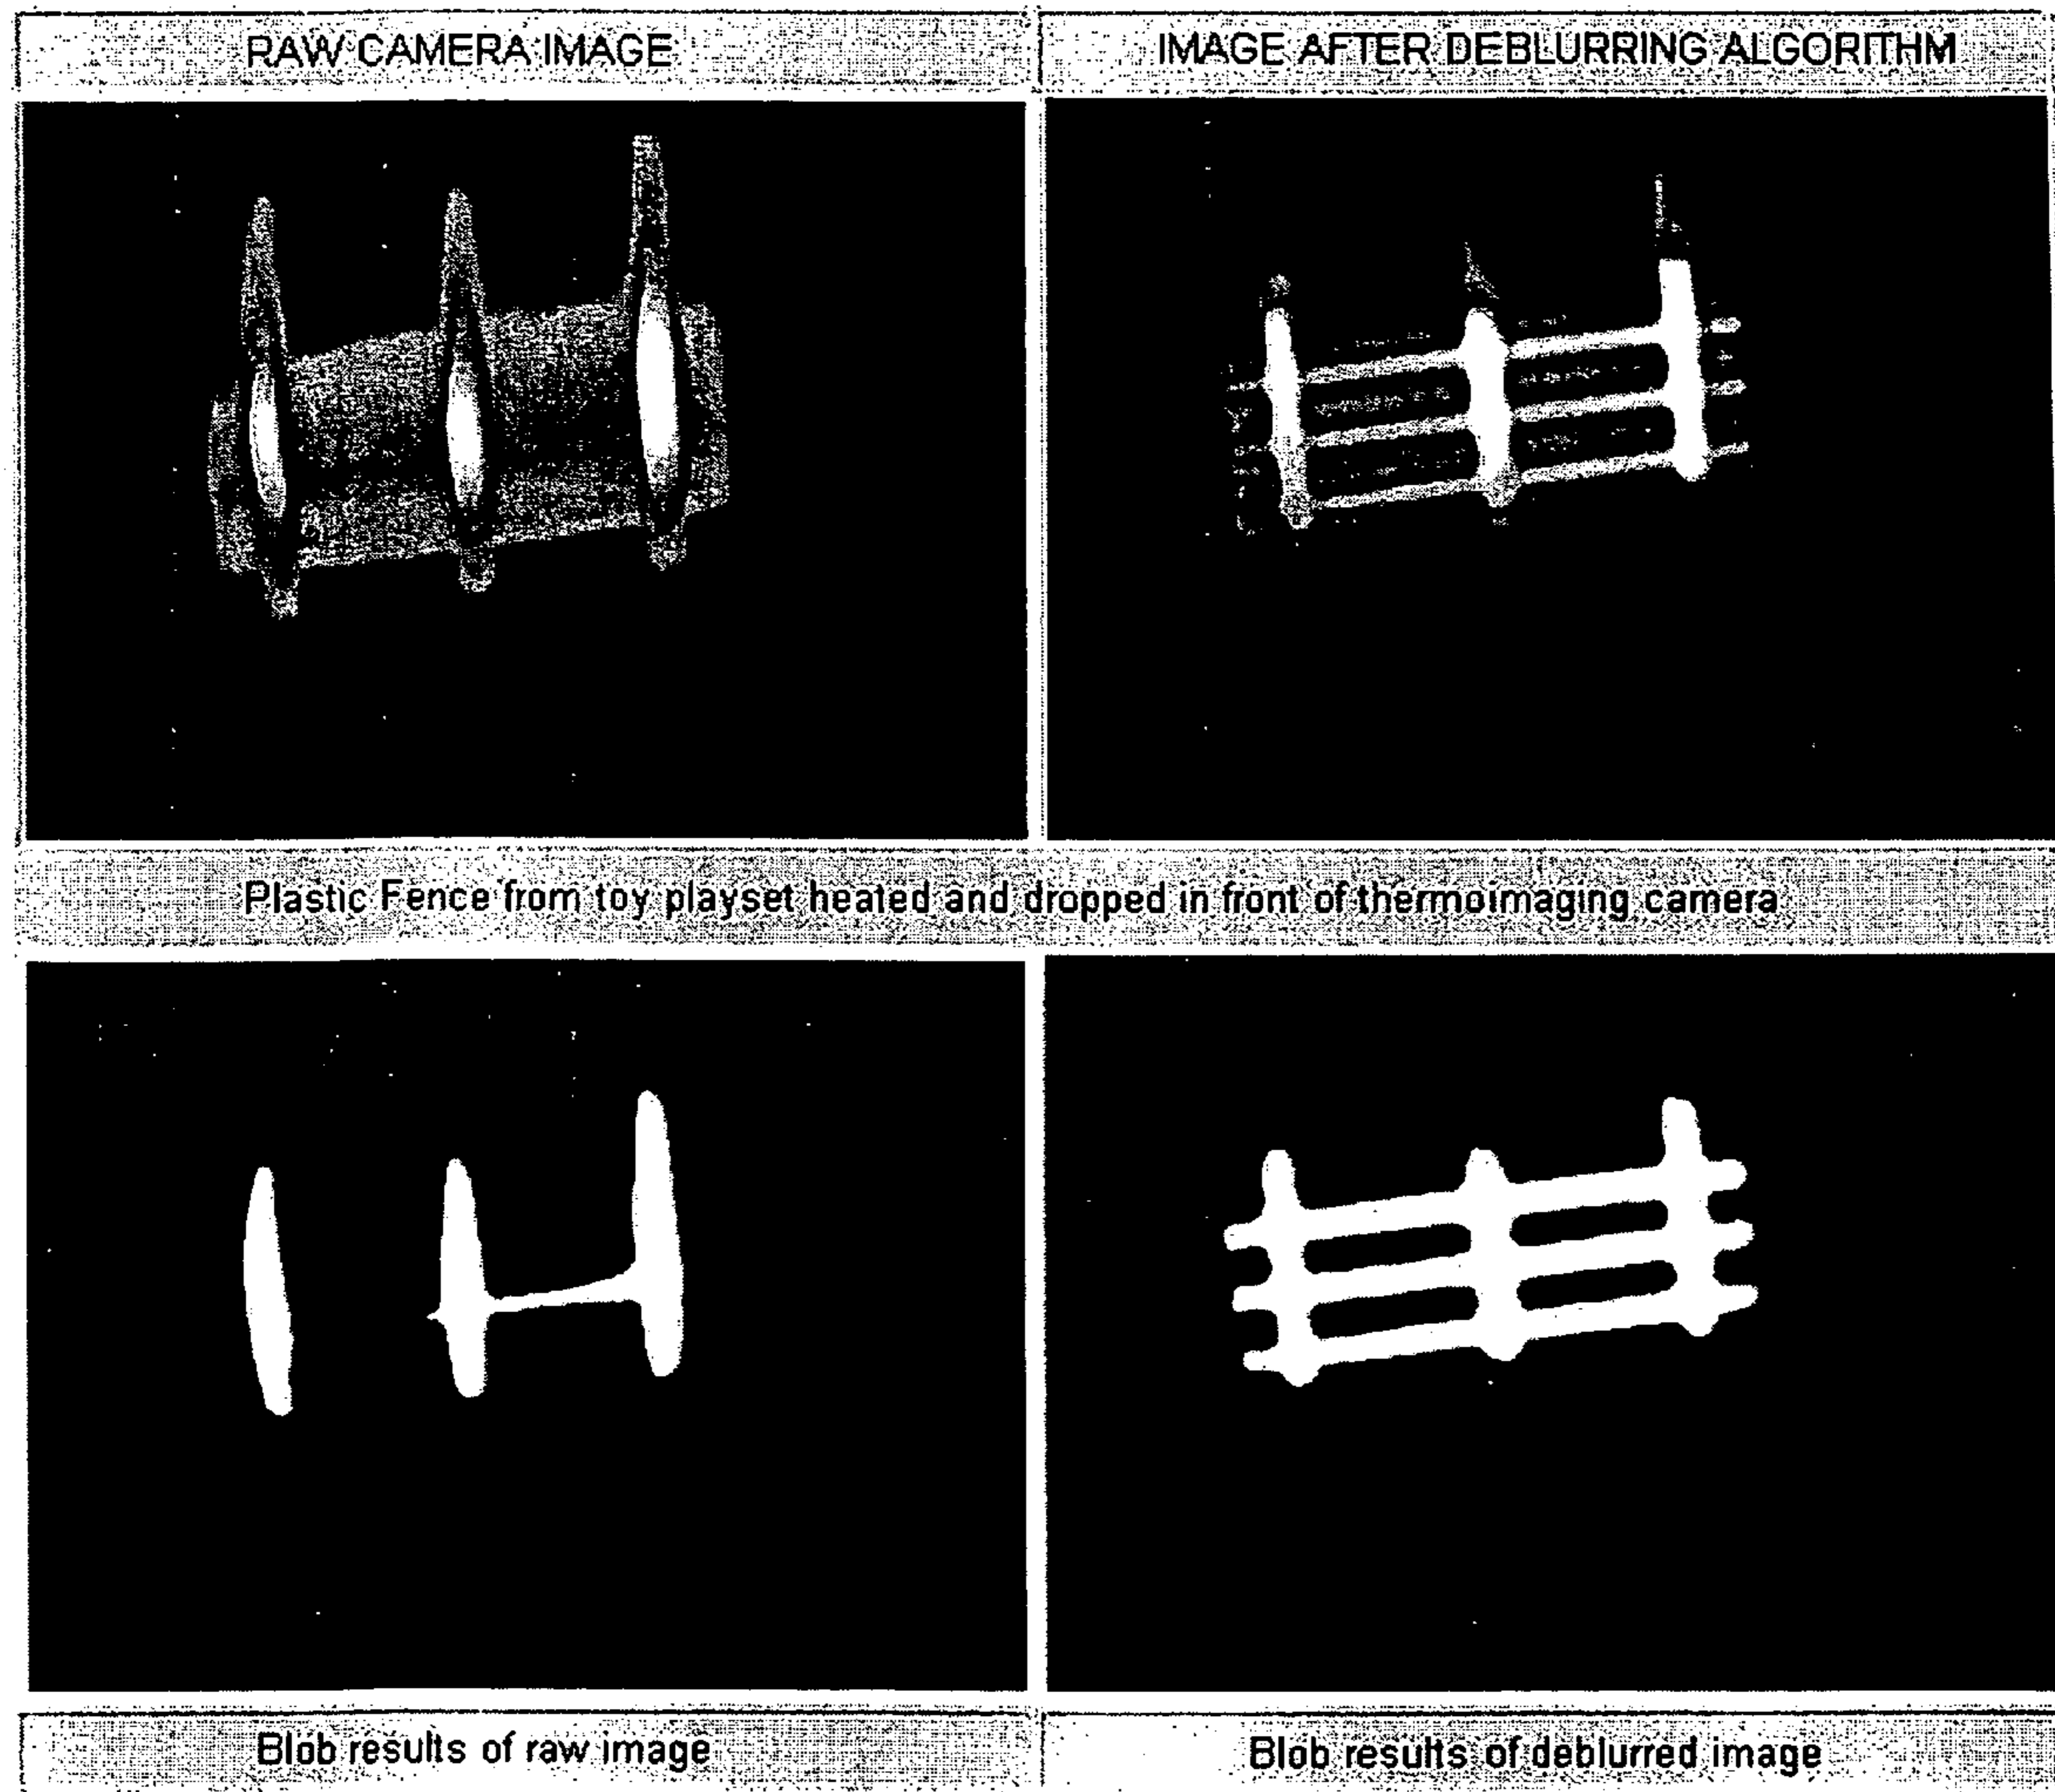 RAW CAMERA IMAGE
IMAGE AFTER DEBLURRING ALGORITHM
Plastic Fence from toy playset heated and dropped in front of thermoimaging camera
Blob results of raw image
Blob results of deblurred image